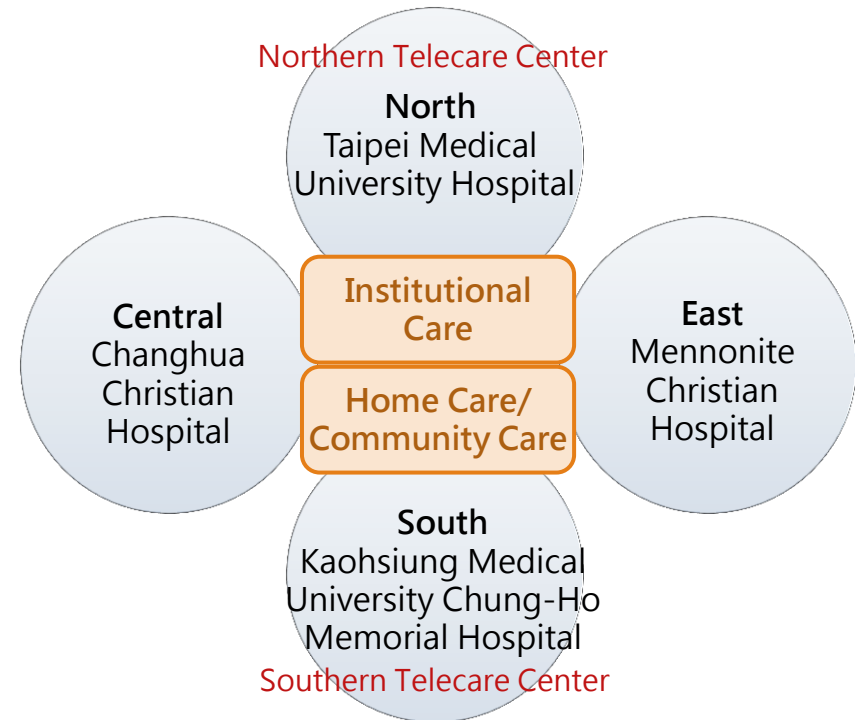 Northern Telecare Center
North
Taipei Medical
University Hospital
Institutional
Care
Central
Changhua
Christian
Hospital
East
Mennonite
Christian
Hospital
Home Care/
Community Care
South
Kaohsiung Medical
University Chung-Ho
Memorial Hospital
Southern Telecare Center